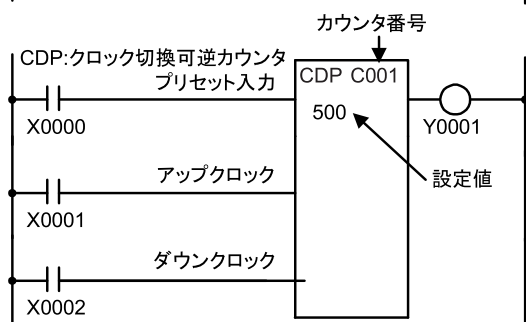 カウンタ番号
CDP:クロック切換可逆カウンタ
プリセット入力
CDP C001
X0000
500
Y0001
アップクロック
設定値
X0001
ダウンクロック
X0002